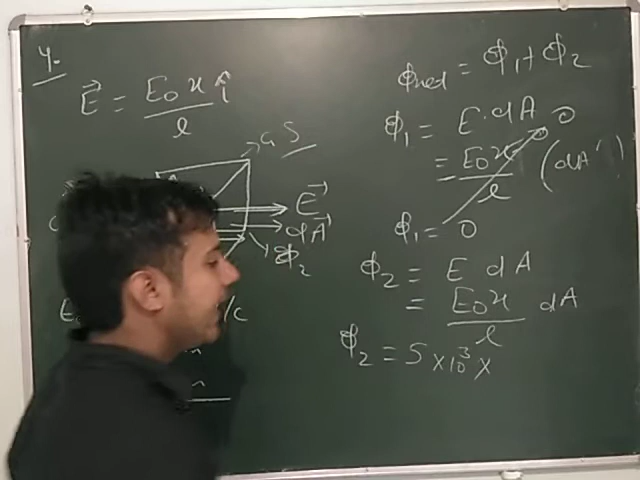 4.
E⃗ = E₀x î / l
G.S
E⃗
dA⃗
ϕ₂
E /c
ϕnet = ϕ₁ + ϕ₂
ϕ₁ = E·dA
= E₀x / l (dA') 0
ϕ₁ = 0
ϕ₂ = E dA
= E₀x / l dA
ϕ₂ = 5 × 10³ ×